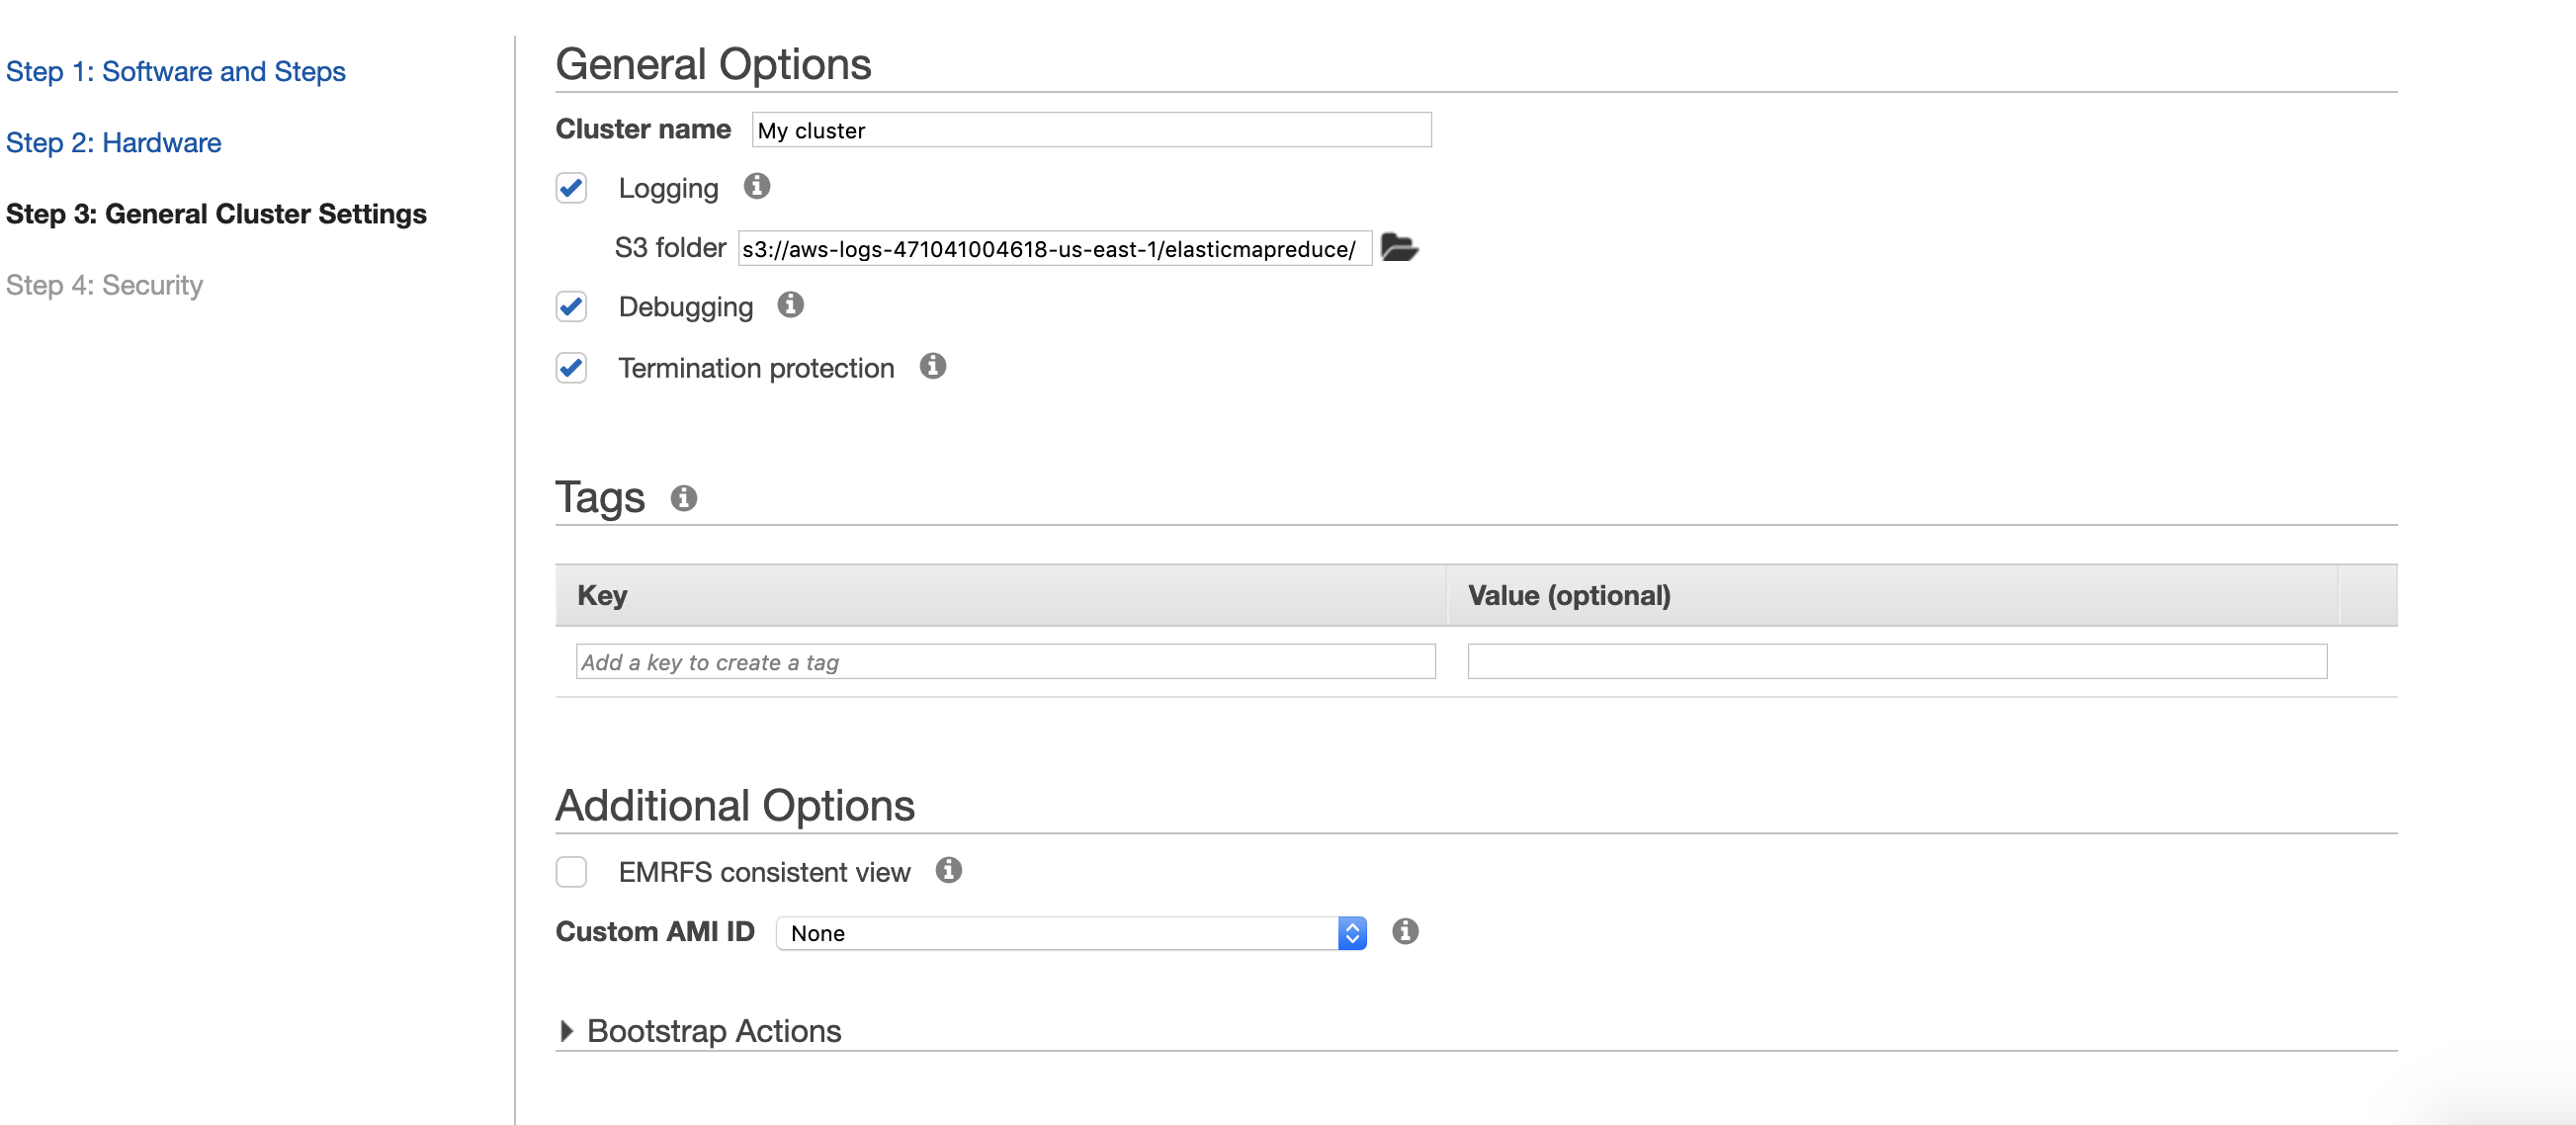 Step 1: Software and Steps
Step 2: Hardware
Step 3: General Cluster Settings
Step 4: Security
General Options
Cluster name My cluster
Logging
S3 folder s3://aws-logs-471041004618-us-east-1/elasticmapreduce/
Debugging
Termination protection
Tags
Key Value (optional)
Add a key to create a tag
Additional Options
EMRFS consistent view
Custom AMI ID None
Bootstrap Actions